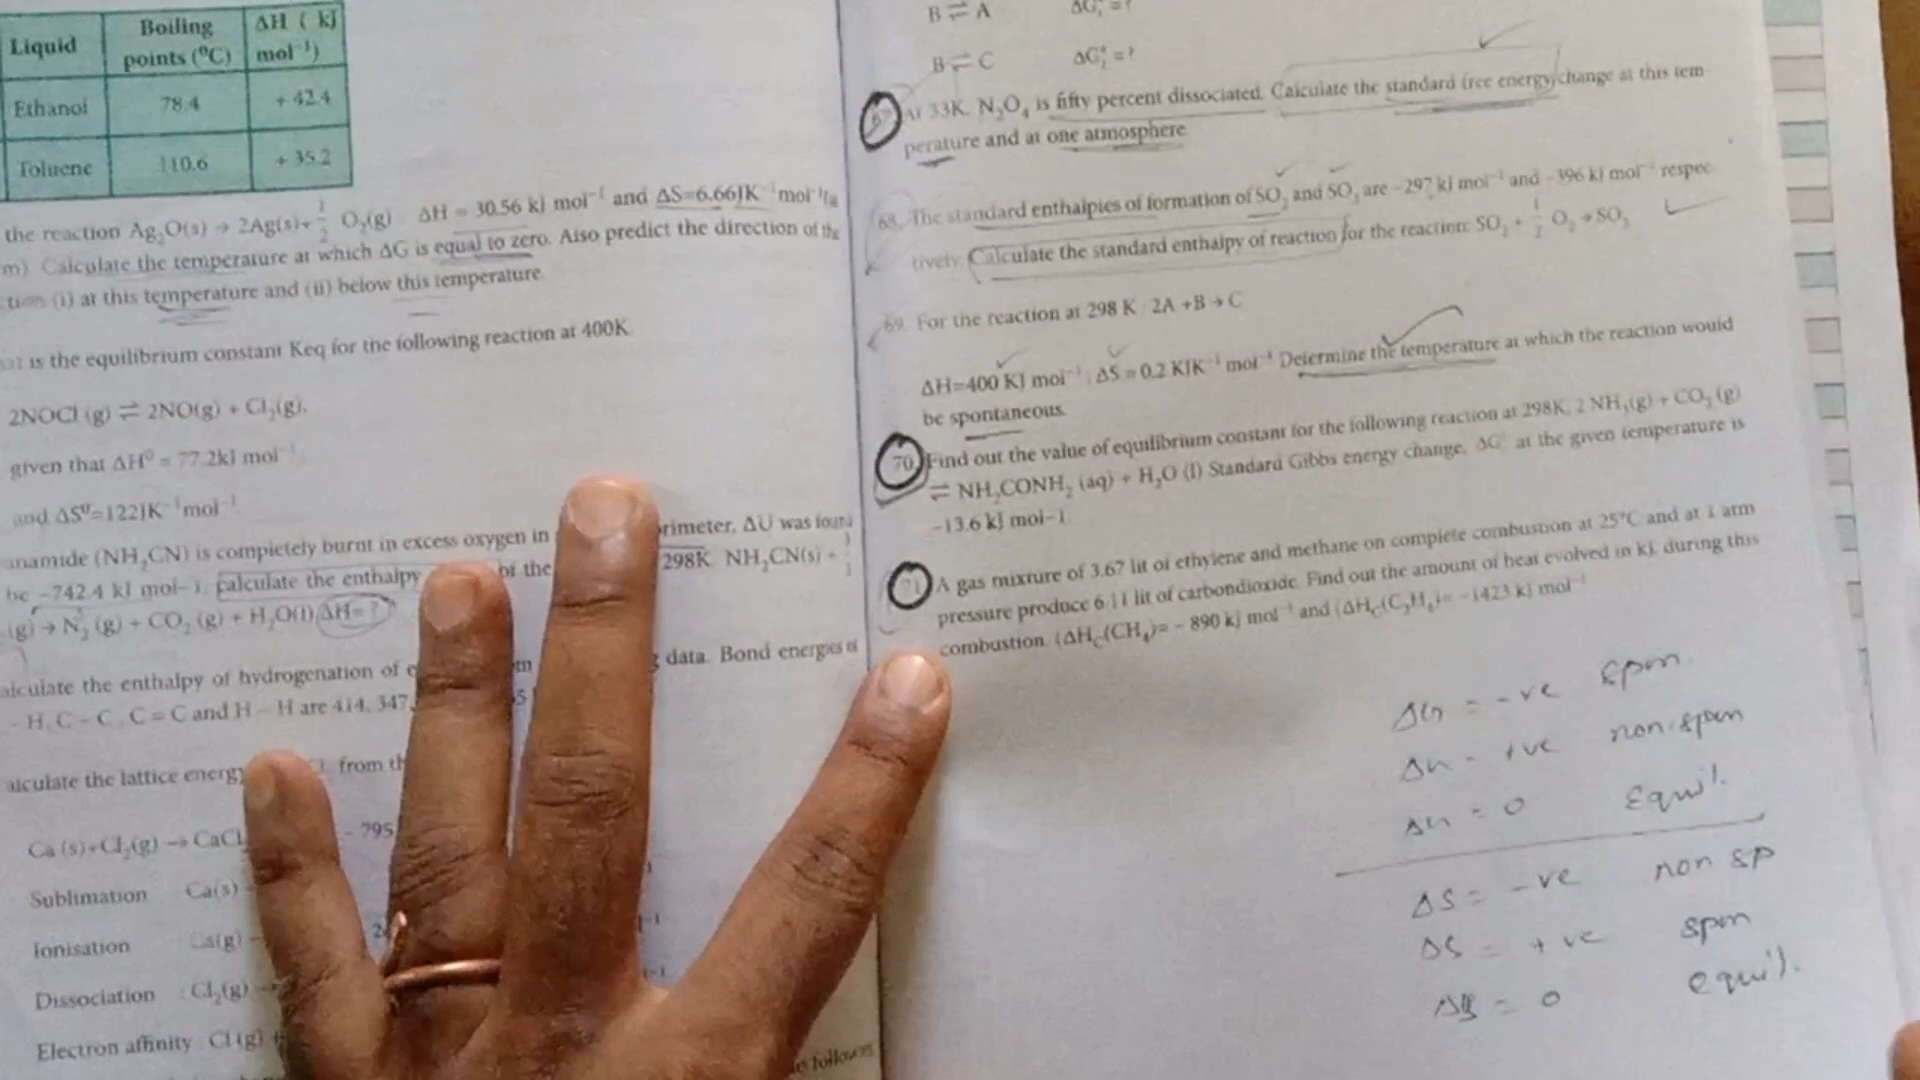 Liquid Boiling points (⁰C) ΔH ( kJ mol⁻¹)
Ethanol 78.4 + 42.4
Toluene 110.6 + 35.2
the reaction Ag₂O(s) → 2Ag(s)+ 1/2 O₂(g) ΔH = 30.56 kJ mol⁻¹ and ΔS=6.66JK⁻¹mol⁻¹
m) Calculate the temperature at which ΔG is equal to zero. Also predict the direction of the
(i) at this temperature and (ii) below this temperature
is the equilibrium constant Keq for the following reaction at 400K
2NOCl (g) ⇌ 2NO(g) + Cl₂(g).
given that ΔH⁰ = 77.2kJ mol⁻¹
and ΔS⁰=122JK⁻¹mol⁻¹
anamide (NH₂CN) is completely burnt in excess oxygen in rimeter, ΔU was
be -742.4 kJ mol-1, calculate the enthalpy of the 298K NH₂CN(s) +
(g) → N₂(g) + CO₂(g) + H₂O(l) ΔH= ?
alculate the enthalpy of hydrogenation of data. Bond energies of
- H, C - C, C = C and H - H are 414, 347,
alculate the lattice energy from
Ca (s)+Cl₂(g) → CaCl - 795
Sublimation Ca(s)
Ionisation Ca(g)
Dissociation : Cl₂(g)
Electron affinity Cl (g)
follows
B ⇌ A
B ⇌ C ΔG = ?
67 At 33K, N₂O₄ is fifty percent dissociated. Calculate the standard free energy change at this tem
perature and at one atmosphere
68. The standard enthalpies of formation of SO₂ and SO₃ are -297 kJ mol⁻¹ and -396 kJ mol⁻¹ respec
tively. Calculate the standard enthalpy of reaction for the reaction: SO₂ + 1/2 O₂ → SO₃
69. For the reaction at 298 K : 2A +B → C
ΔH=400 KJ mol⁻¹ ; ΔS = 0.2 KJK⁻¹ mol⁻¹ Determine the temperature at which the reaction would
be spontaneous.
70 Find out the value of equilibrium constant for the following reaction at 298K, 2 NH₃(g) + CO₂ (g)
⇌ NH₂CONH₂ (aq) + H₂O (l) Standard Gibbs energy change, ΔG at the given temperature is
-13.6 kJ mol-1
71 A gas mixture of 3.67 lit of ethylene and methane on complete combustion at 25°C and at 1 atm
pressure produce 6.11 lit of carbondioxide. Find out the amount of heat evolved in kJ, during this
combustion. (ΔH_C(CH₄)= - 890 kJ mol⁻¹ and (ΔH_C(C₂H₄)= -1423 kJ mol⁻¹
ΔG = -ve spon
ΔG - +ve non-spon
ΔG = 0 Equil.
ΔS = -ve non sp
ΔS = +ve spon
ΔS = 0 equil.